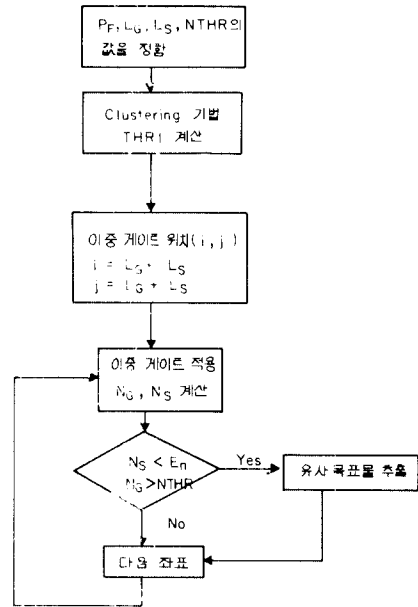 P_F, L_G, L_S, NTHR의
값을 정함
Clustering 기법
THR1 계산
이중 게이트 위치(i, j)
i = L_G + L_S
j = L_G + L_S
이중 게이트 적용
N_G, N_S 계산
N_S < E_n
N_G >NTHR
Yes
유사 목표물 추출
No
다음 좌표